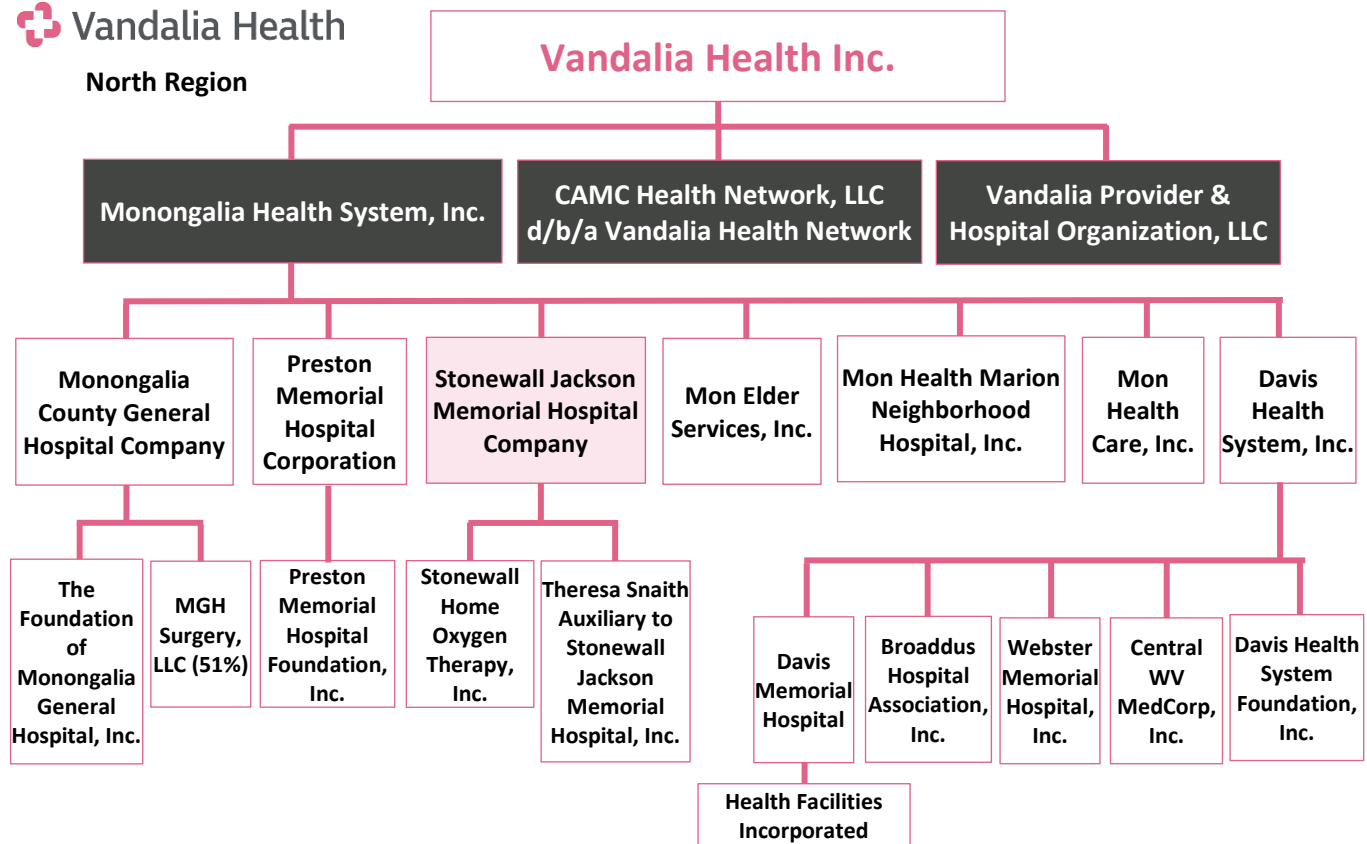 Vandalia Health
North Region
Vandalia Health Inc.
Monongalia Health System, Inc.
CAMC Health Network, LLC
d/b/a Vandalia Health Network
Vandalia Provider &
Hospital Organization, LLC
Monongalia
County General
Hospital Company
Preston
Memorial
Hospital
Corporation
Stonewall Jackson
Memorial Hospital
Company
Mon Elder
Services, Inc.
Mon Health Marion
Neighborhood
Hospital, Inc.
Mon
Health
Care, Inc.
Davis
Health
System, Inc.
The
Foundation
of
Monongalia
General
Hospital, Inc.
MGH
Surgery,
LLC (51%)
Preston
Memorial
Hospital
Foundation,
Inc.
Stonewall
Home
Oxygen
Therapy,
Inc.
Theresa Snaith
Auxiliary to
Stonewall
Jackson
Memorial
Hospital, Inc.
Davis
Memorial
Hospital
Broaddus
Hospital
Association,
Inc.
Webster
Memorial
Hospital,
Inc.
Central
WV
MedCorp,
Inc.
Davis Health
System
Foundation,
Inc.
Health Facilities
Incorporated